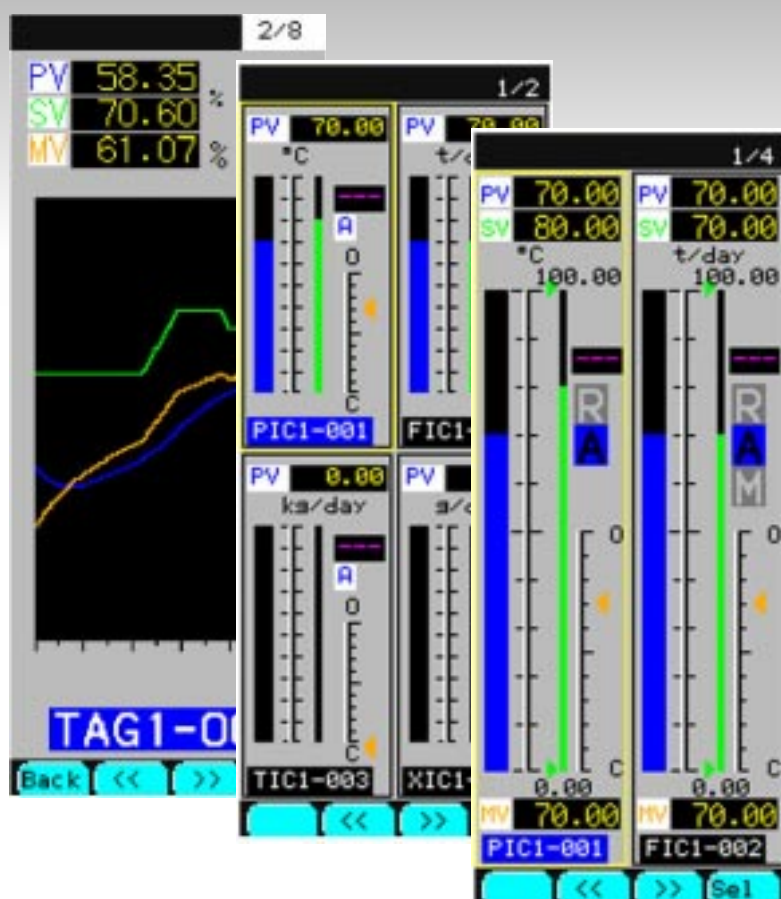 2/8
PV 58.35 %
SV 70.60
MV 61.07 %
TAG1-0
Back << >>
1/2
PV 70.00
°C
A
O
C
PIC1-001
PV 70.00
FIC1-
PV 0.00
kg/day
A
O
C
TIC1-003
PV
XIC1-
<< >>
1/4
PV 70.00
SV 80.00
°C
100.00
---
R
A
O
C
0.00
MV 70.00
PIC1-001
PV 70.00
SV 70.00
t/day
100.00
---
R
A
M
O
C
0.00
MV 70.00
FIC1-002
<< >> Sel